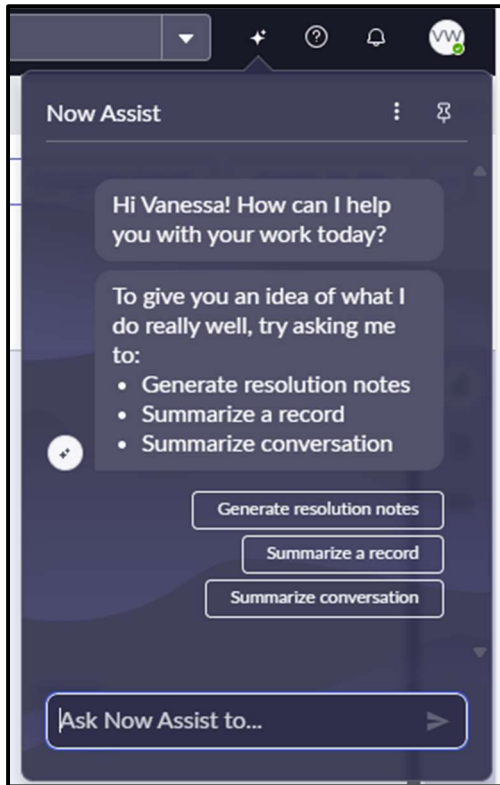 VW
Now Assist
Hi Vanessa! How can I help
you with your work today?
To give you an idea of what I
do really well, try asking me
to:
• Generate resolution notes
• Summarize a record
• Summarize conversation
Generate resolution notes
Summarize a record
Summarize conversation
Ask Now Assist to...